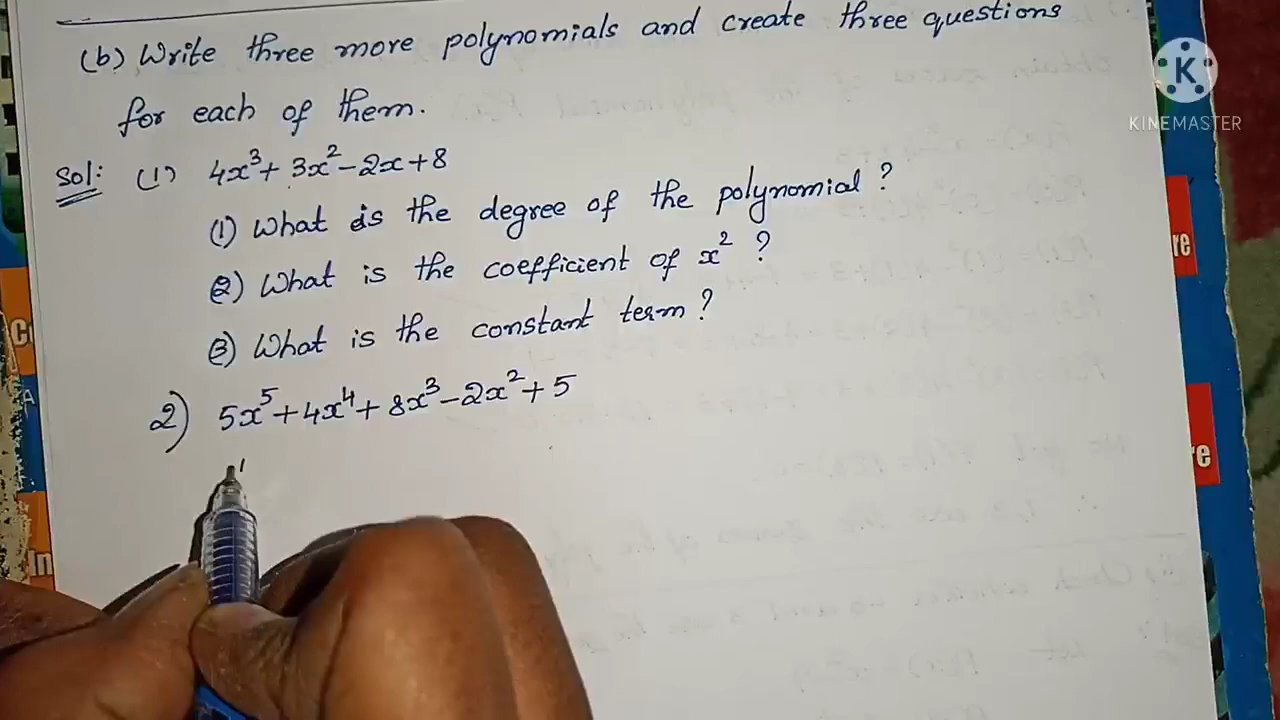 (b) Write three more polynomials and create three questions
for each of them.
Sol: (1) 4x³ + 3x² - 2x + 8
(1) What is the degree of the polynomial ?
(2) What is the coefficient of x² ?
(3) What is the constant term ?
2) 5x⁵ + 4x⁴ + 8x³ - 2x² + 5
K
KINEMASTER
re
re